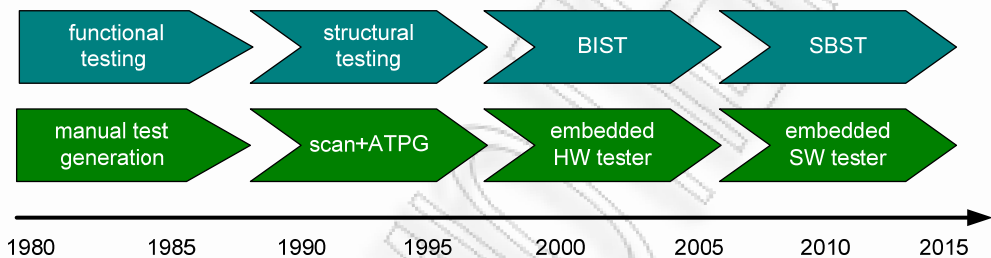 functional
testing
structural
testing
BIST
SBST
manual test
generation
scan+ATPG
embedded
HW tester
embedded
SW tester
1980 1985 1990 1995 2000 2005 2010 2015